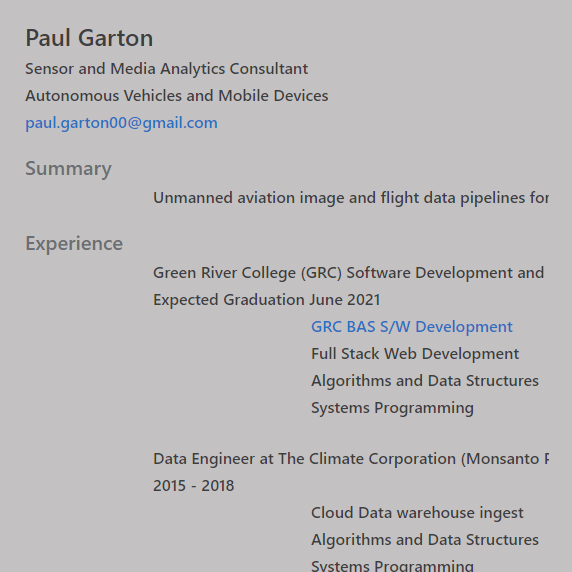 Paul Garton
Sensor and Media Analytics Consultant
Autonomous Vehicles and Mobile Devices
paul.garton00@gmail.com
Summary
Unmanned aviation image and flight data pipelines for
Experience
Green River College (GRC) Software Development and
Expected Graduation June 2021
GRC BAS S/W Development
Full Stack Web Development
Algorithms and Data Structures
Systems Programming
Data Engineer at The Climate Corporation (Monsanto
2015 - 2018
Cloud Data warehouse ingest
Algorithms and Data Structures
Systems Programming